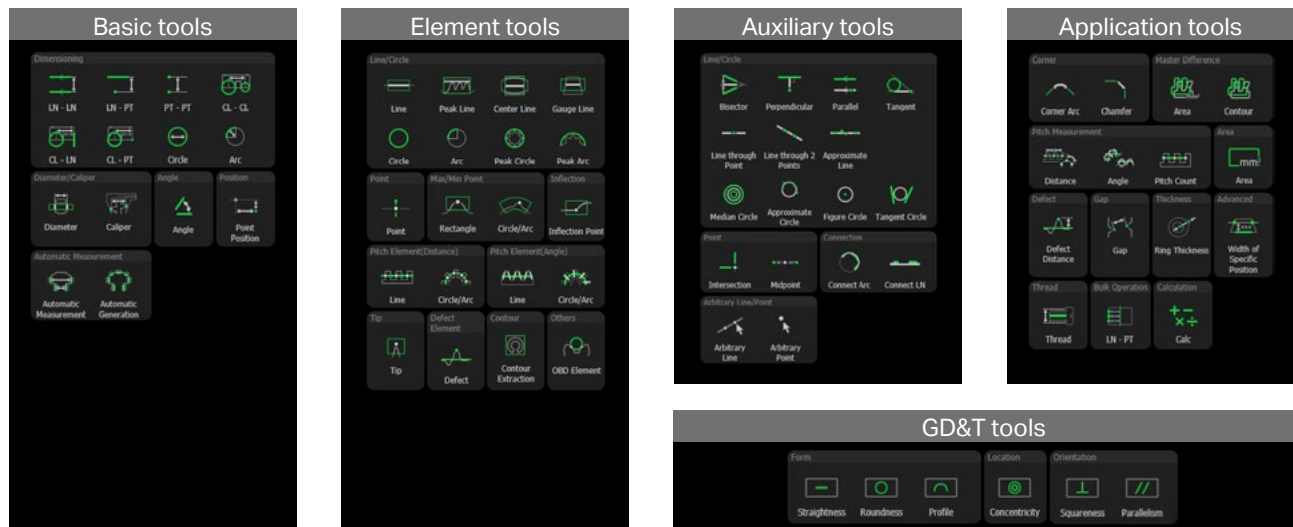 Basic tools
Dimensioning
LN - LN LN - PT PT - PT CL - CL
CL - LN CL - PT Circle Arc
Diameter/Caliper Angle Position
Diameter Caliper Angle Point
Position
Automatic Measurement
Automatic Automatic
Measurement Generation
Element tools
Line/Circle
Line Peak Line Center Line Gauge Line
Circle Arc Peak Circle Peak Arc
Point Max/Min Point Inflection
Point Rectangle Circle/Arc Inflection Point
Pitch Element(Distance) Pitch Element(Angle)
Line Circle/Arc Line Circle/Arc
Tip Defect Contour Others
Element
Tip Defect Contour OBD Element
Extraction
Auxiliary tools
Line/Circle
Bisector Perpendicular Parallel Tangent
Line through Line through 2 Approximate
Point Points Line
Median Circle Approximate Figure Circle Tangent Circle
Circle
Point Connection
Intersection Midpoint Connect Arc Connect LN
Arbitrary Line/Point
Arbitrary Arbitrary
Line Point
Application tools
Corner Master Difference
Corner Arc Chamfer Area Contour
Pitch Measurement Area
mm²
Distance Angle Pitch Count Area
Defect Gap Thickness Advanced
Defect Gap Ring Thickness Width of
Distance Specific
Position
Thread Bulk Operation Calculation
Thread LN - PT Calc
GD&T tools
Form Location Orientation
Straightness Roundness Profile Concentricity Squareness Parallelism